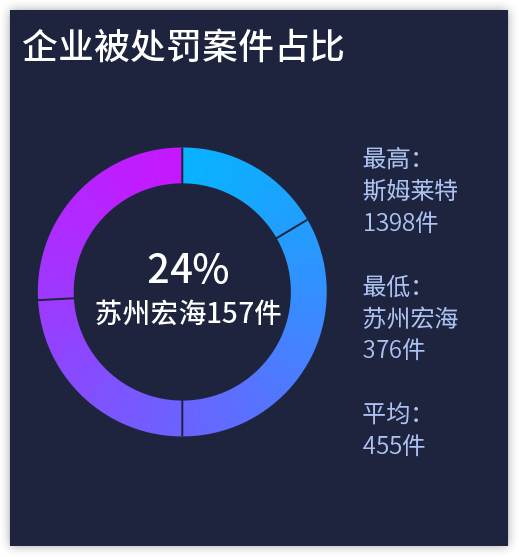 企业被处罚案件占比
24%
苏州宏海157件
最高：
斯姆莱特
1398件
最低：
苏州宏海
376件
平均：
455件